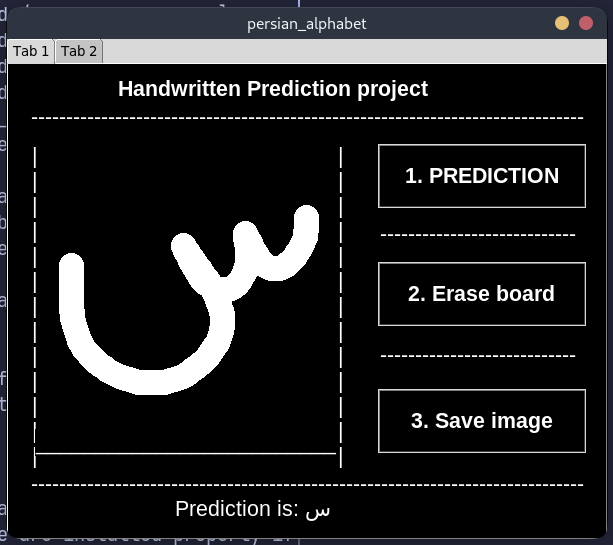 persian_alphabet
Tab 1 Tab 2
Handwritten Prediction project
س
1. PREDICTION
2. Erase board
3. Save image
Prediction is: س